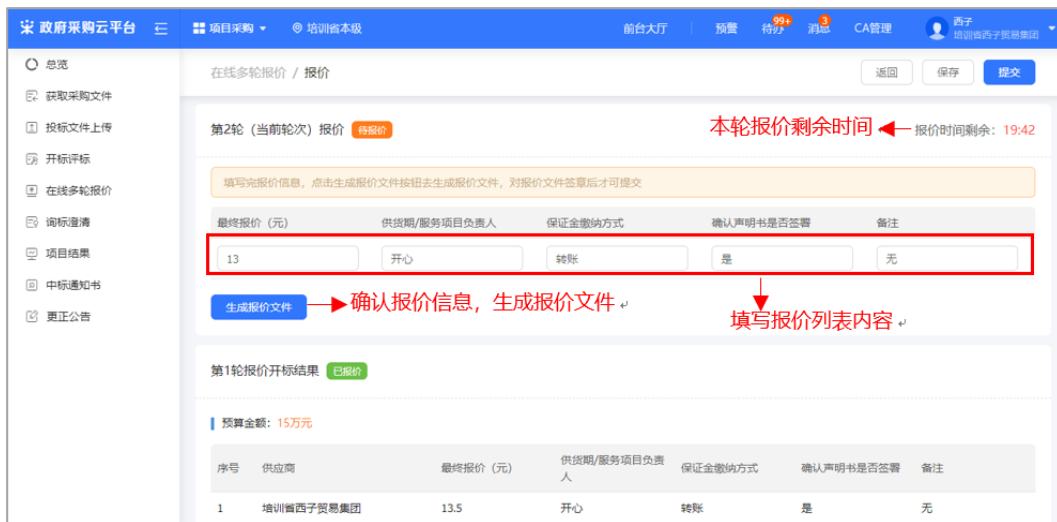 政府采购云平台 项目采购 培训省本级 前台大厅 预警 待办 99+ 消息 3 CA管理 西子
培训省西子贸易集团
总览
获取采购文件
投标文件上传
开标评标
在线多轮报价
询标澄清
项目结果
中标通知书
更正公告
在线多轮报价 / 报价 返回 保存 提交
第2轮（当前轮次）报价 待报价 本轮报价剩余时间 报价时间剩余：19:42
填写完报价信息，点击生成报价文件按钮去生成报价文件，对报价文件签章后才可提交
最终报价（元） 供货期/服务项目负责人 保证金缴纳方式 确认声明书是否签署 备注
13 开心 转账 是 无
生成报价文件 确认报价信息，生成报价文件
填写报价列表内容
第1轮报价开标结果 已报价
预算金额：15万元
序号 供应商 最终报价（元） 供货期/服务项目负责人 保证金缴纳方式 确认声明书是否签署 备注
1 培训省西子贸易集团 13.5 开心 转账 是 无